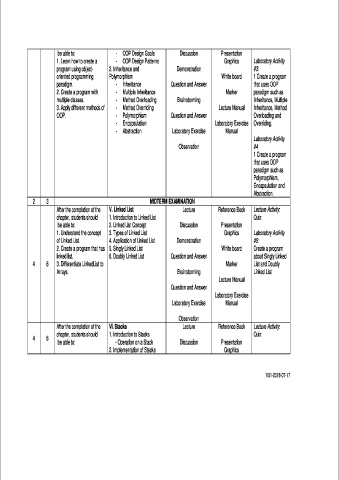 be able to:
1. Learn how to create a
program using object-
oriented programming
paradigm.
2. Create a program with
multiple classes.
3. Apply different methods of
OOP.
- OOP Design Goals
- OOP Design Patterns
2. Inheritance and
Polymorphism
- Inheritance
- Multiple Inheritance
- Method Overloading
- Method Overriding
- Polymorphism
- Encapsulation
- Abstraction
Discussion
Demonstration
Question and Answer
Brainstorming
Question and Answer
Laboratory Exercise
Observation
Presentation
Graphics
White board
Marker
Lecture Manual
Laboratory Exercise
Manual
Laboratory Activity
#3:
1 Create a program
that uses OOP
paradigm such as
Inheritance, Multiple
Inheritance, Method
Overloading and
Overriding.
Laboratory Activity
#4
1 Create a program
that uses OOP
paradigm such as
Polymorphism,
Encapsulation and
Abstraction.
2 3 MIDTERM EXAMINATION
4 6
After the completion of the
chapter, students should
be able to:
1. Understand the concept
of Linked List.
2. Create a program that has
linked list.
3. Differentiate LinkedList to
Arrays.
V. Linked List
1. Introduction to Linked List
2. Linked List Concept
3. Types of Linked List
4. Application of Linked List
5. Singly Linked List
6. Doubly Linked List
Lecture
Discussion
Demonstration
Question and Answer
Brainstorming
Question and Answer
Laboratory Exercise
Observation
Reference Book
Presentation
Graphics
White board
Marker
Lecture Manual
Laboratory Exercise
Manual
Lecture Activity:
Quiz
Laboratory Activity
#2:
Create a program
about Singly Linked
List and Doubly
Linked List
4 6
After the completion of the
chapter, students should
be able to:
VI. Stacks
1. Introduction to Stacks
- Operation on a Stack
2. Implementation of Stacks
Lecture
Discussion
Reference Book
Presentation
Graphics
Lecture Activity:
Quiz